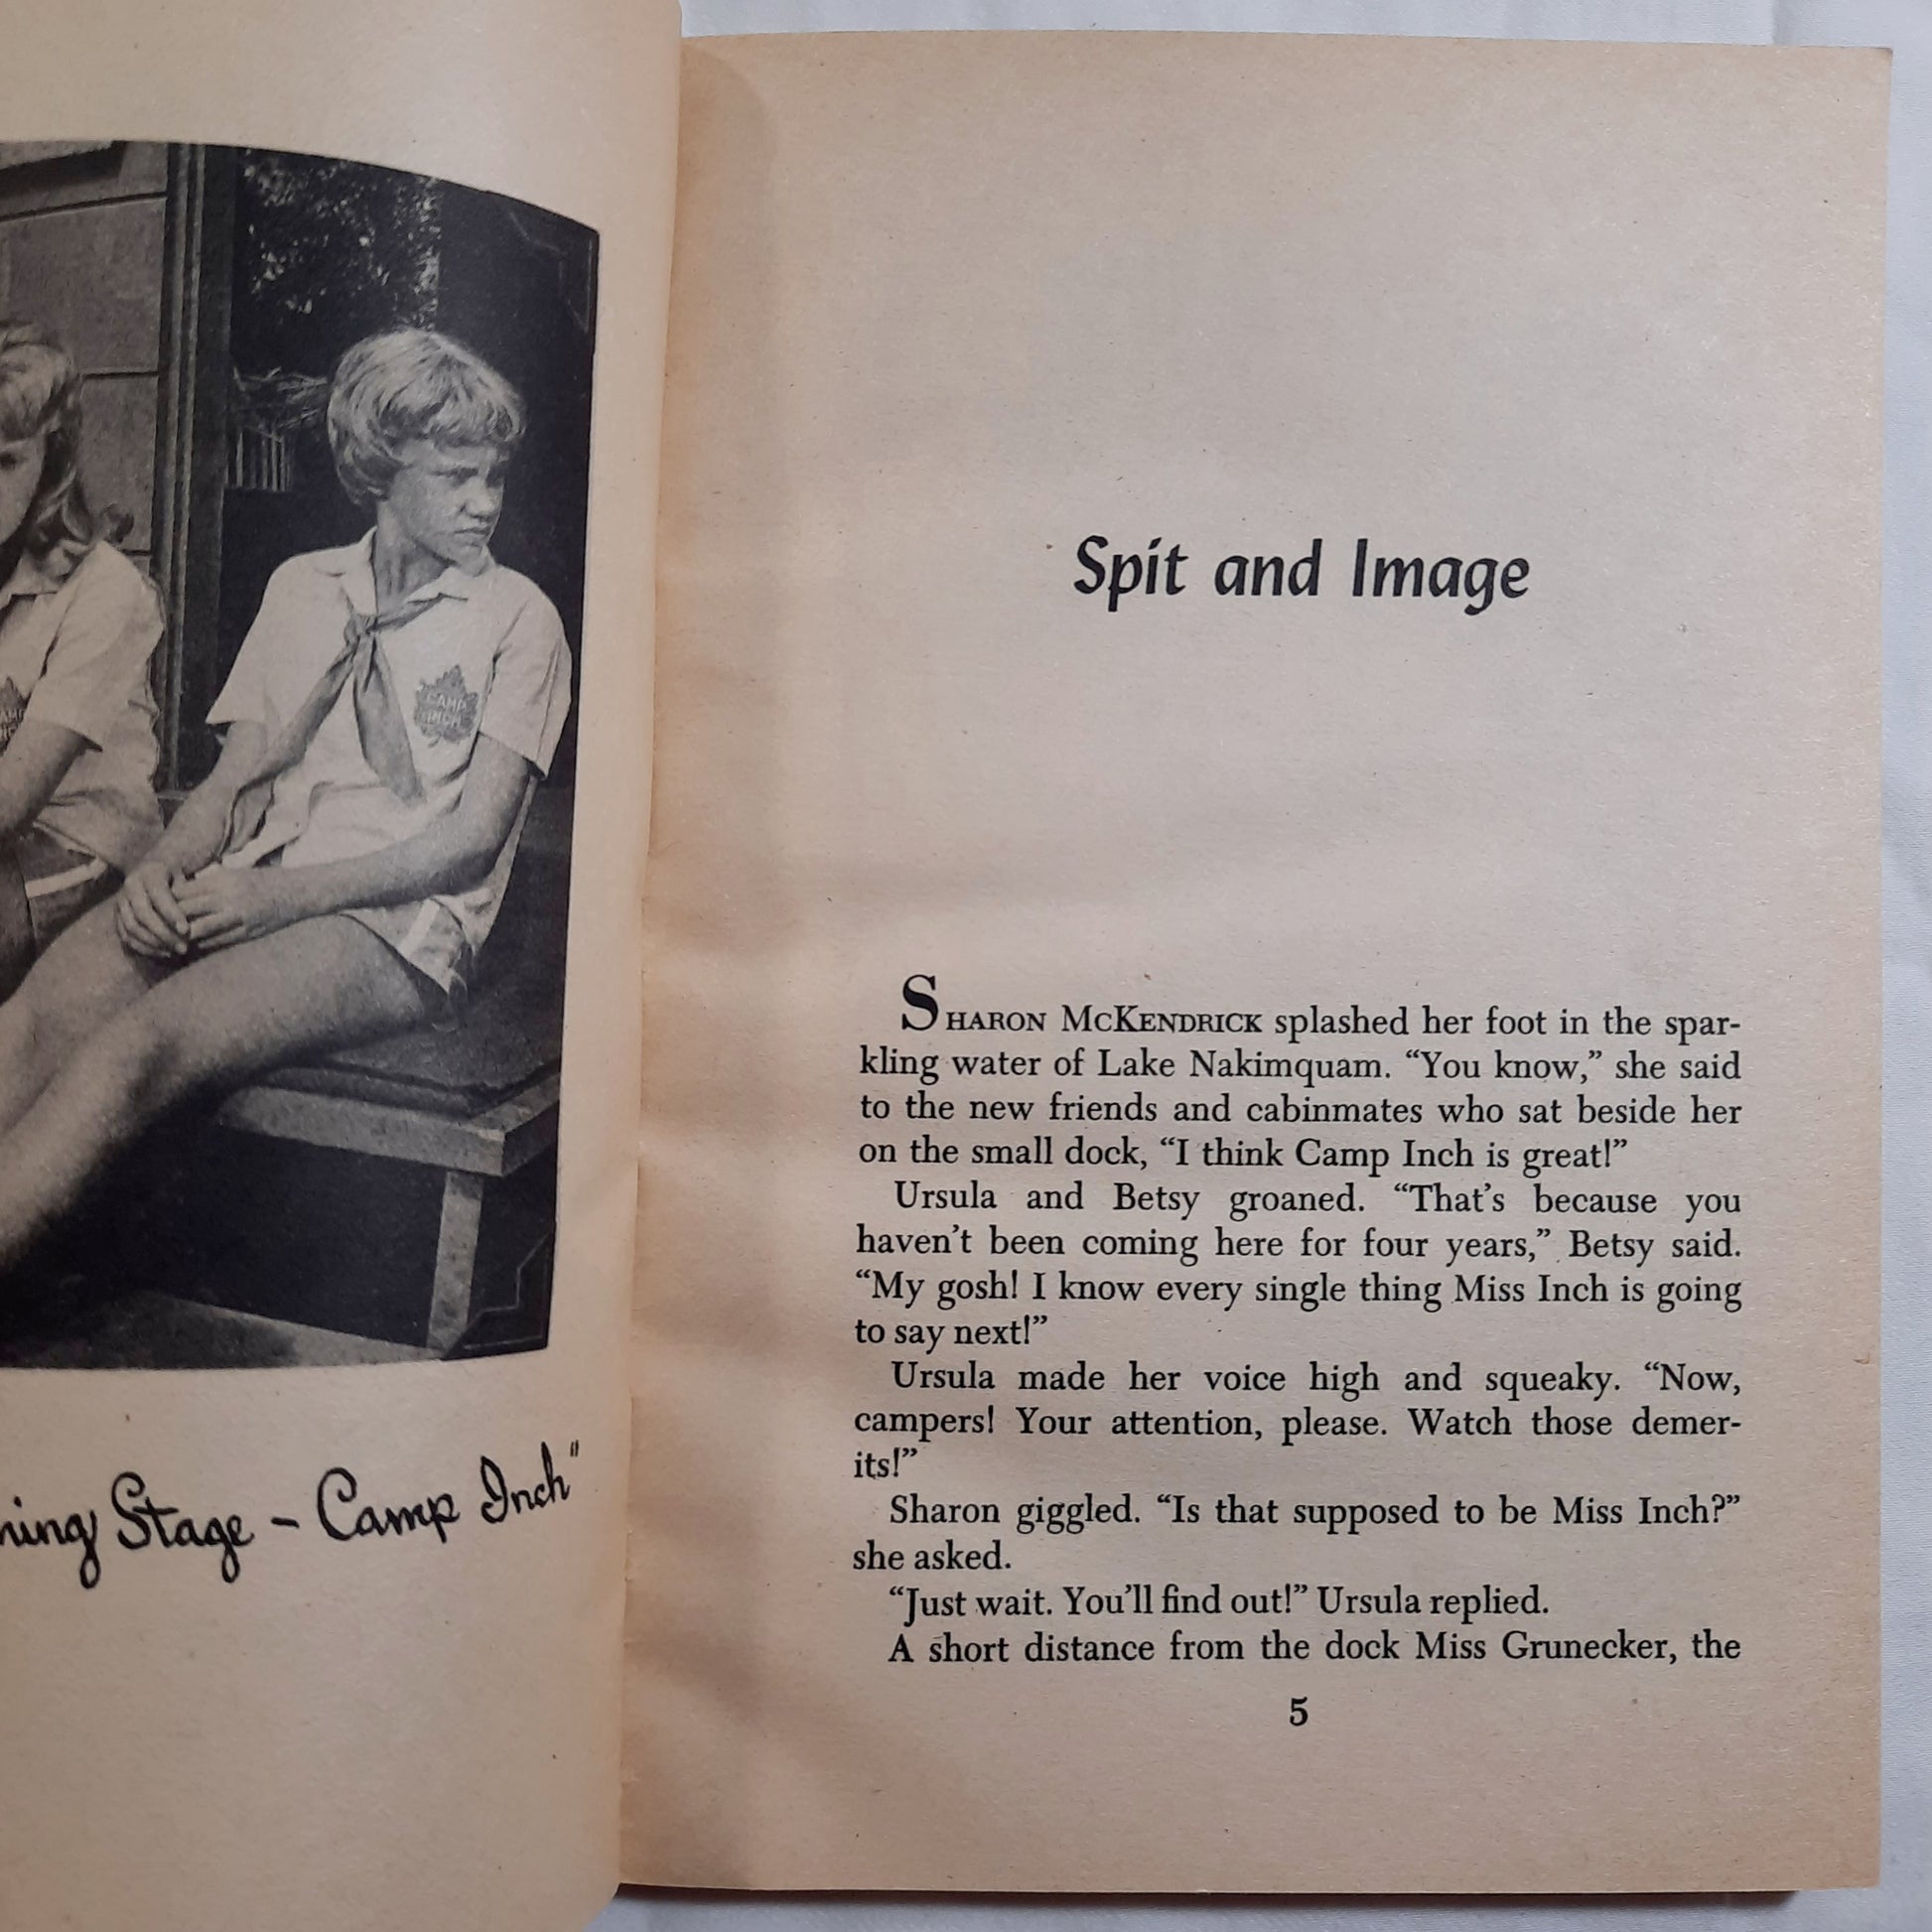 CAMP
INCH
Stage - Camp Inch"
Spit and Image
SHARON MCKENDRICK splashed her foot in the spar-
kling water of Lake Nakimquam. “You know,” she said
to the new friends and cabinmates who sat beside her
on the small dock, “I think Camp Inch is great!”
Ursula and Betsy groaned. “That’s because you
haven’t been coming here for four years,” Betsy said.
“My gosh! I know every single thing Miss Inch is going
to say next!”
Ursula made her voice high and squeaky. “Now,
campers! Your attention, please. Watch those demer-
its!”
Sharon giggled. “Is that supposed to be Miss Inch?”
she asked.
“Just wait. You’ll find out!” Ursula replied.
A short distance from the dock Miss Grunecker, the
5